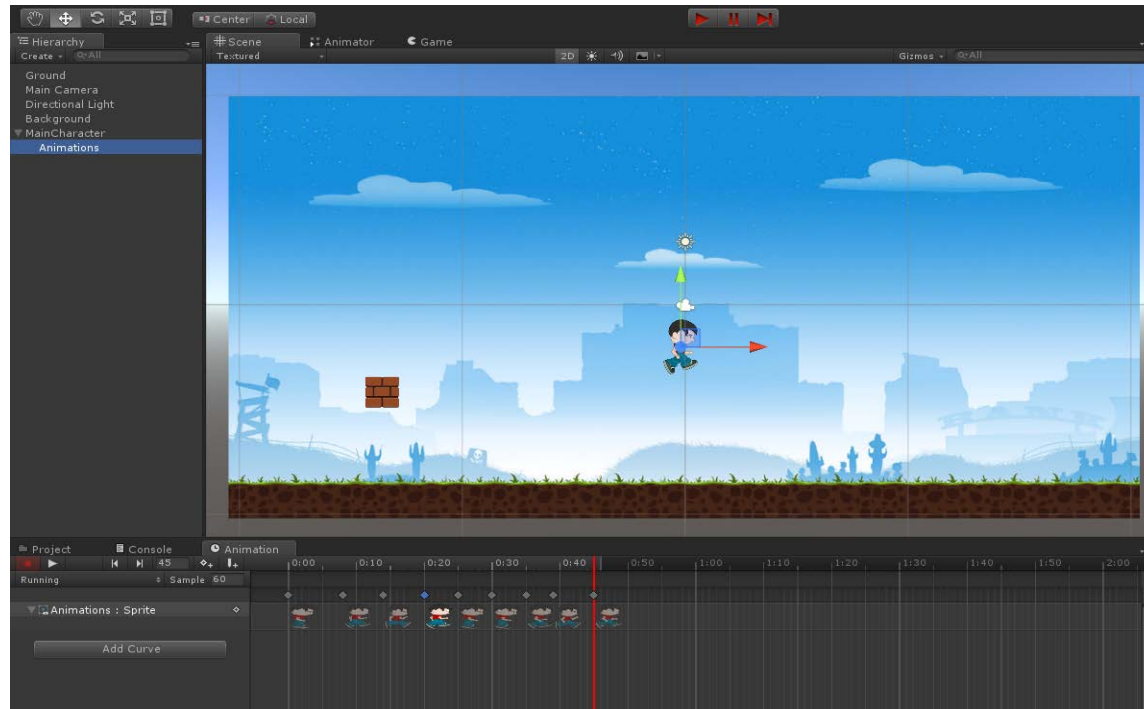 Center Local
Hierarchy
Create All
Ground
Main Camera
Directional Light
Background
MainCharacter
Animations
Scene Animator Game
Textured 2D Gizmos All
Project Console Animation
45
Running Sample 60
0:00 0:10 0:20 0:30 0:40 0:50 1:00 1:10 1:20 1:30 1:40 1:50 2:00
Animations : Sprite
Add Curve